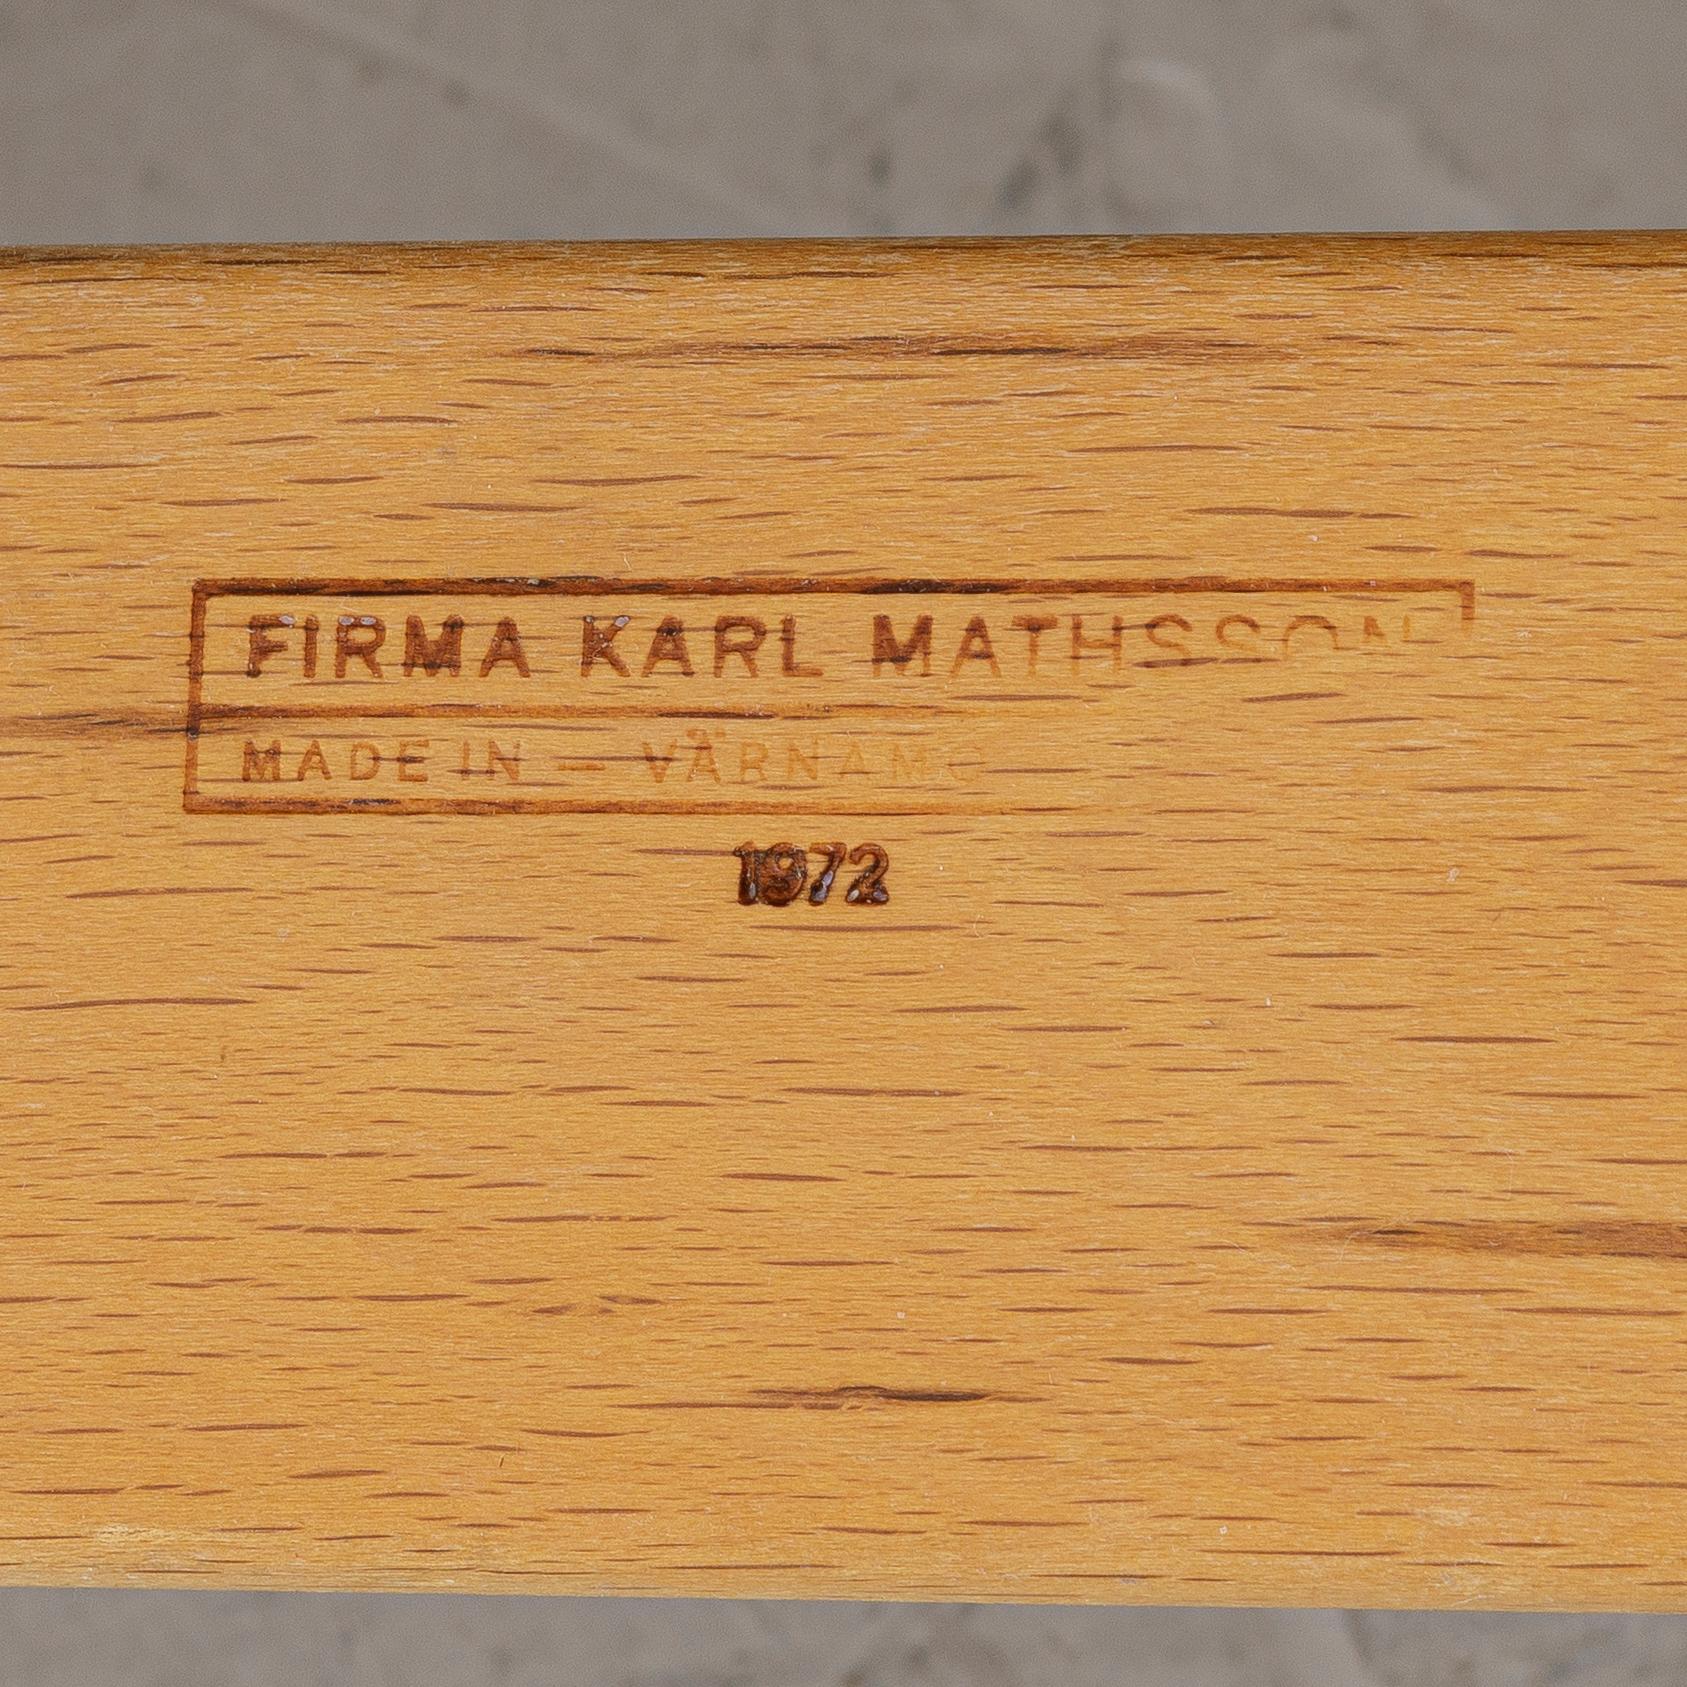 FIRMA KARL MATHSSON
MADE IN – VÄRNAMO
1972